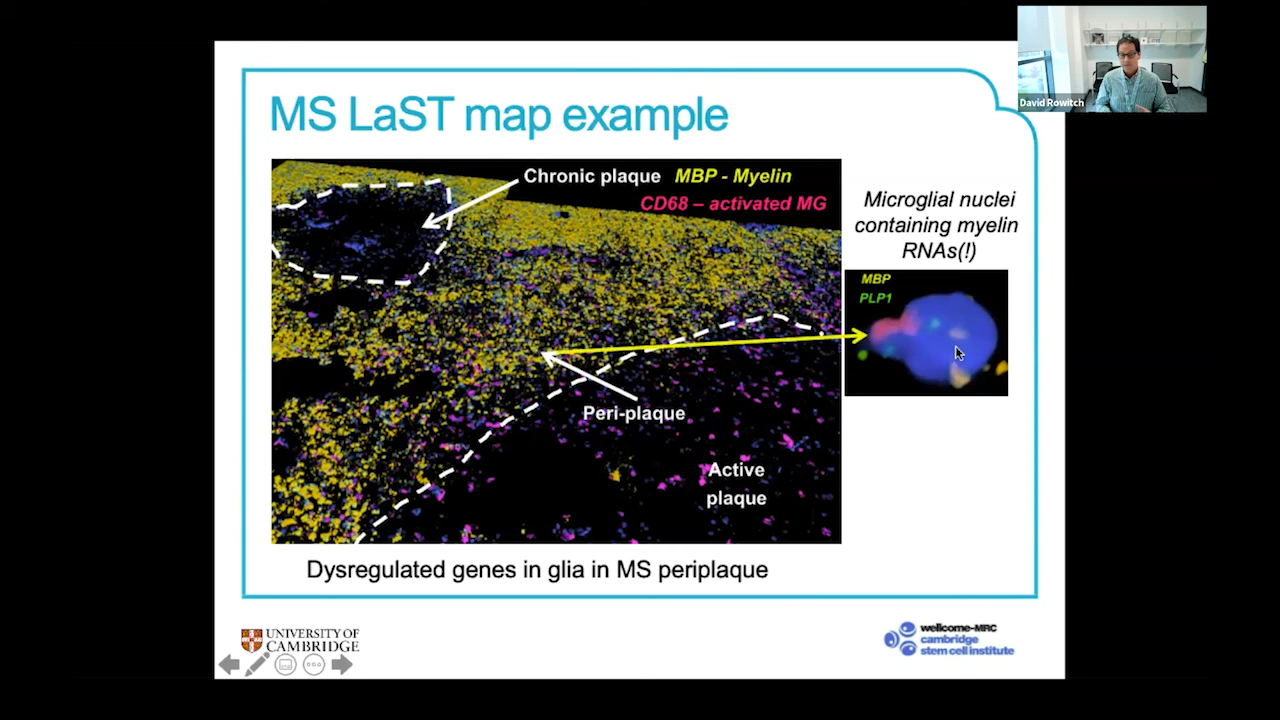 David Rowitch
MS LaST map example
Chronic plaque MBP - Myelin
CD68 – activated MG
Microglial nuclei
containing myelin
RNAs(!)
MBP
PLP1
Peri-plaque
Active
plaque
Dysregulated genes in glia in MS periplaque
UNIVERSITY OF
CAMBRIDGE
wellcome-MRC
cambridge
stem cell institute